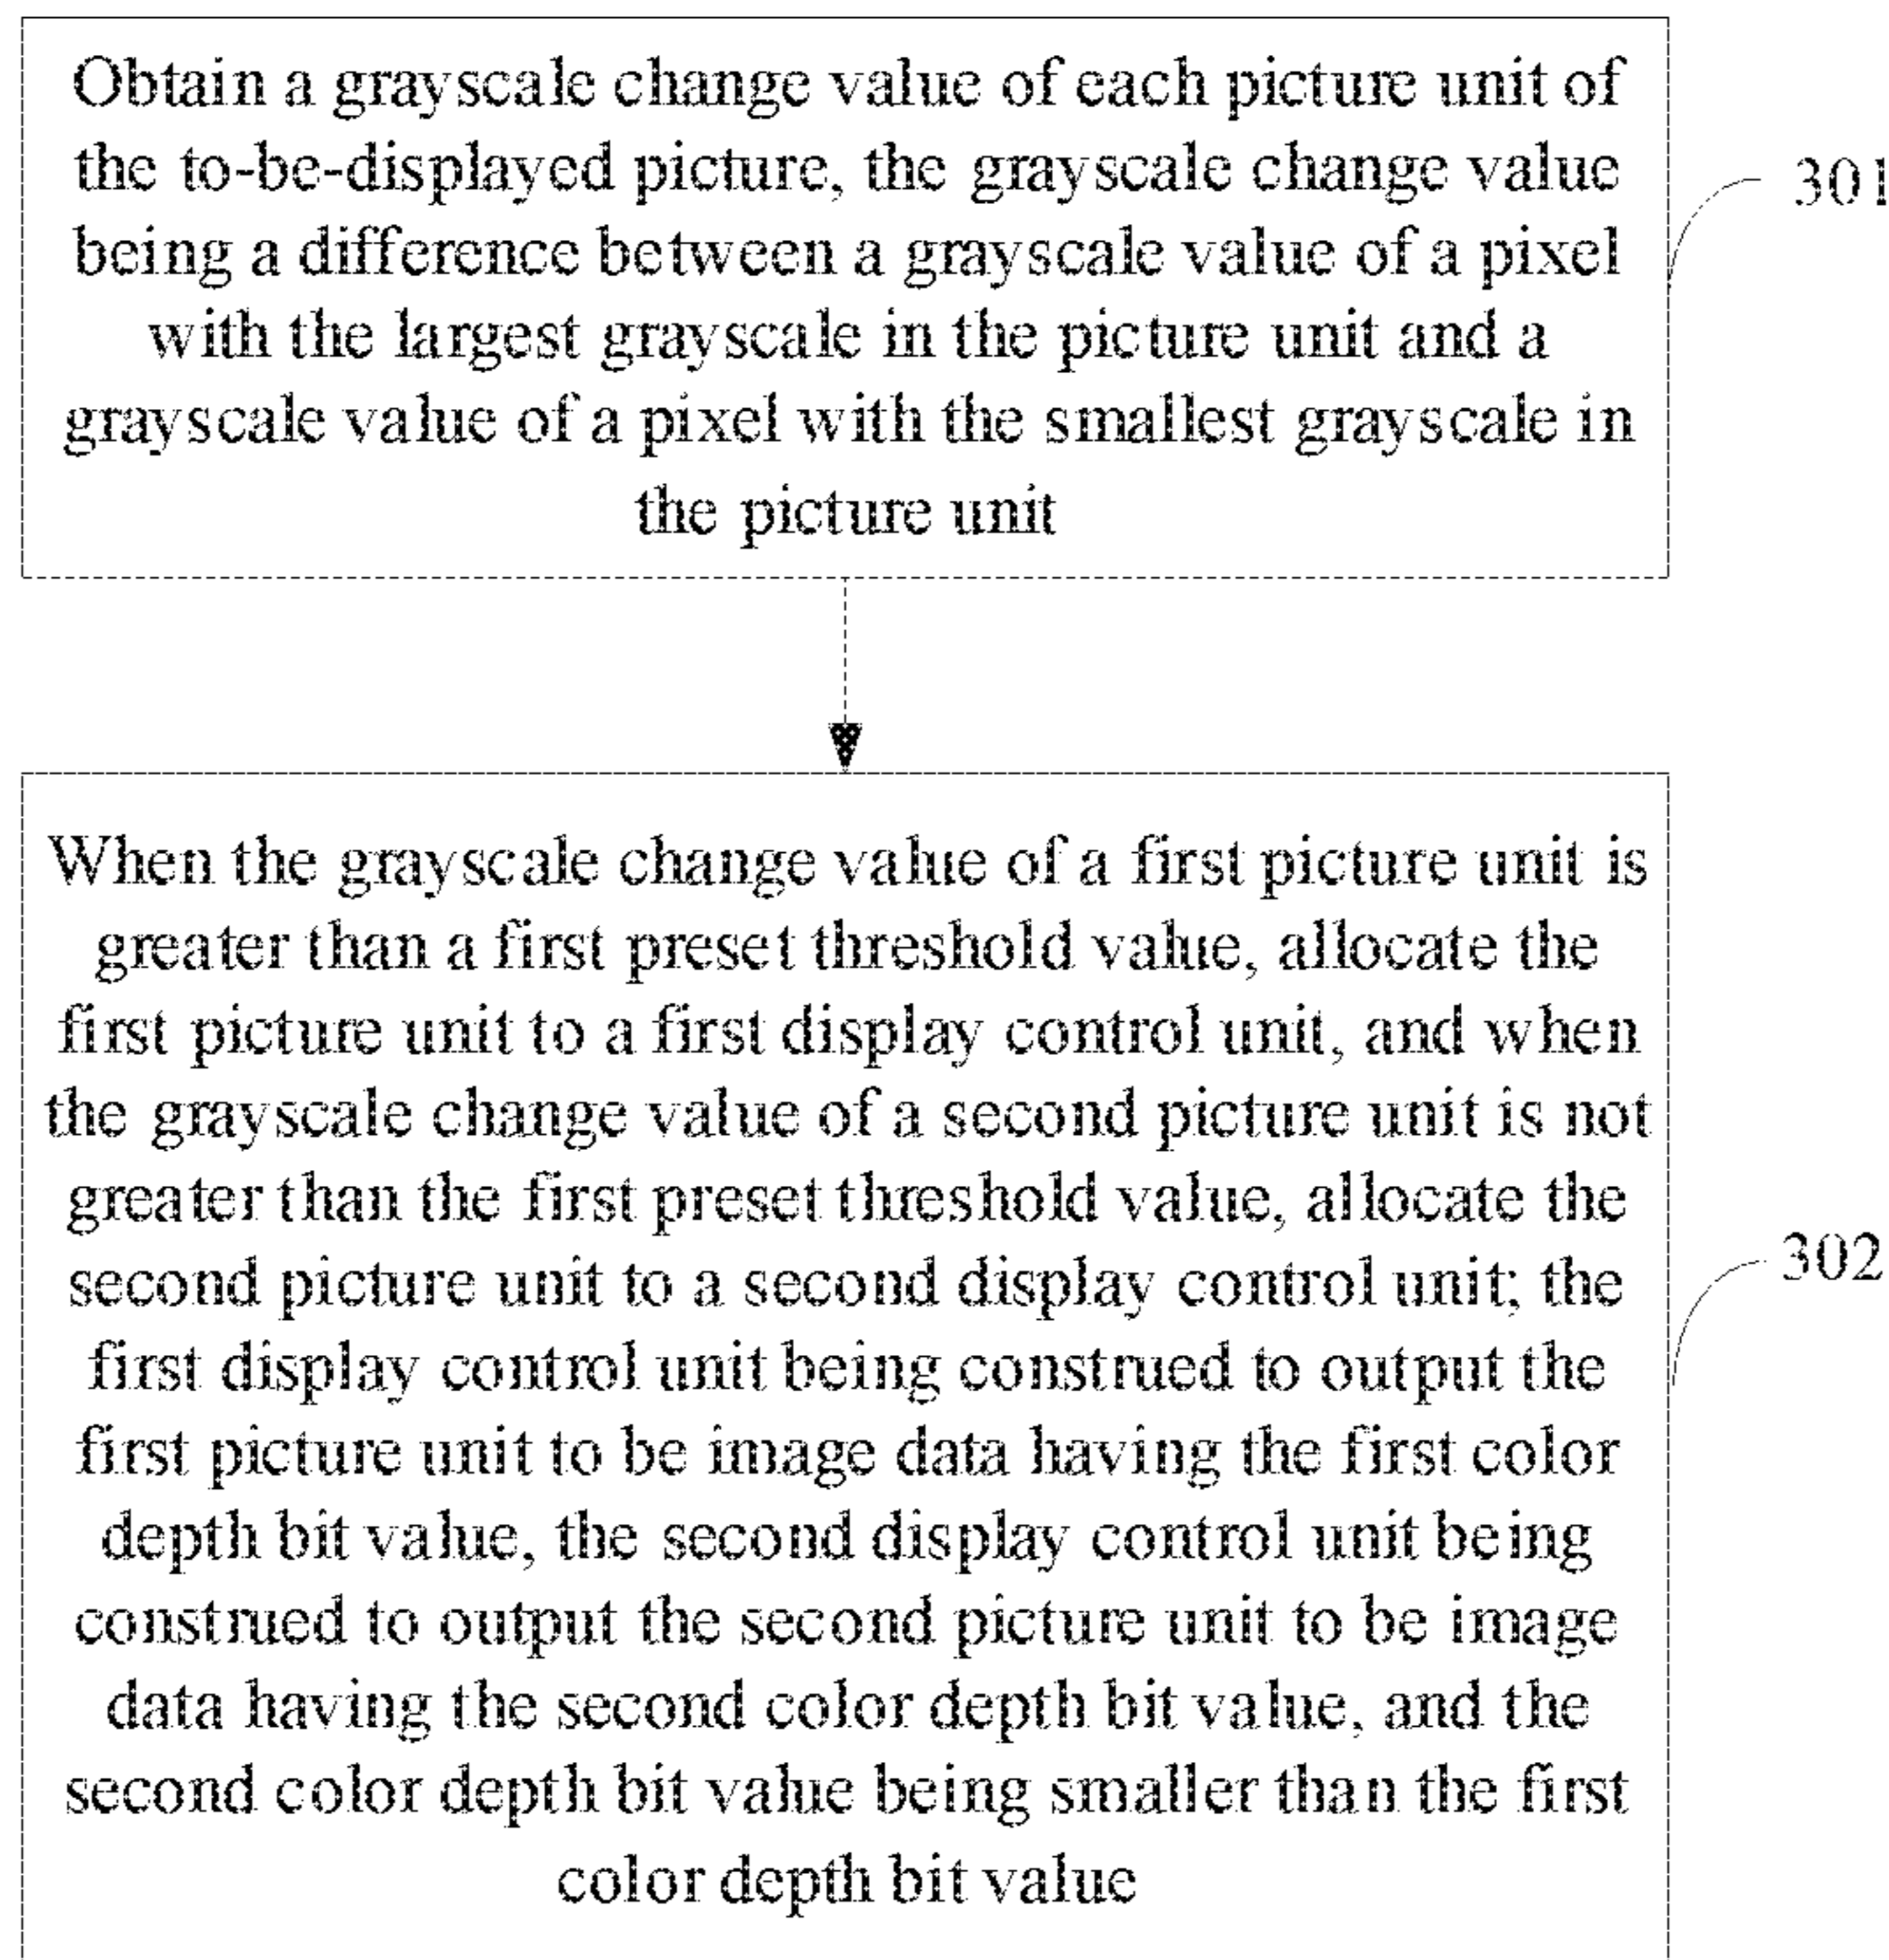 Obtain a grayscale change value of each picture unit of
the to-be-displayed picture, the grayscale change value
being a difference between a grayscale value of a pixel
with the largest grayscale in the picture unit and a
grayscale value of a pixel with the smallest grayscale in
the picture unit
301
When the grayscale change value of a first picture unit is
greater than a first preset threshold value, allocate the
first picture unit to a first display control unit, and when
the grayscale change value of a second picture unit is not
greater than the first preset threshold value, allocate the
second picture unit to a second display control unit; the
first display control unit being construed to output the
first picture unit to be image data having the first color
depth bit value, the second display control unit being
construed to output the second picture unit to be image
data having the second color depth bit value, and the
second color depth bit value being smaller than the first
color depth bit value
302